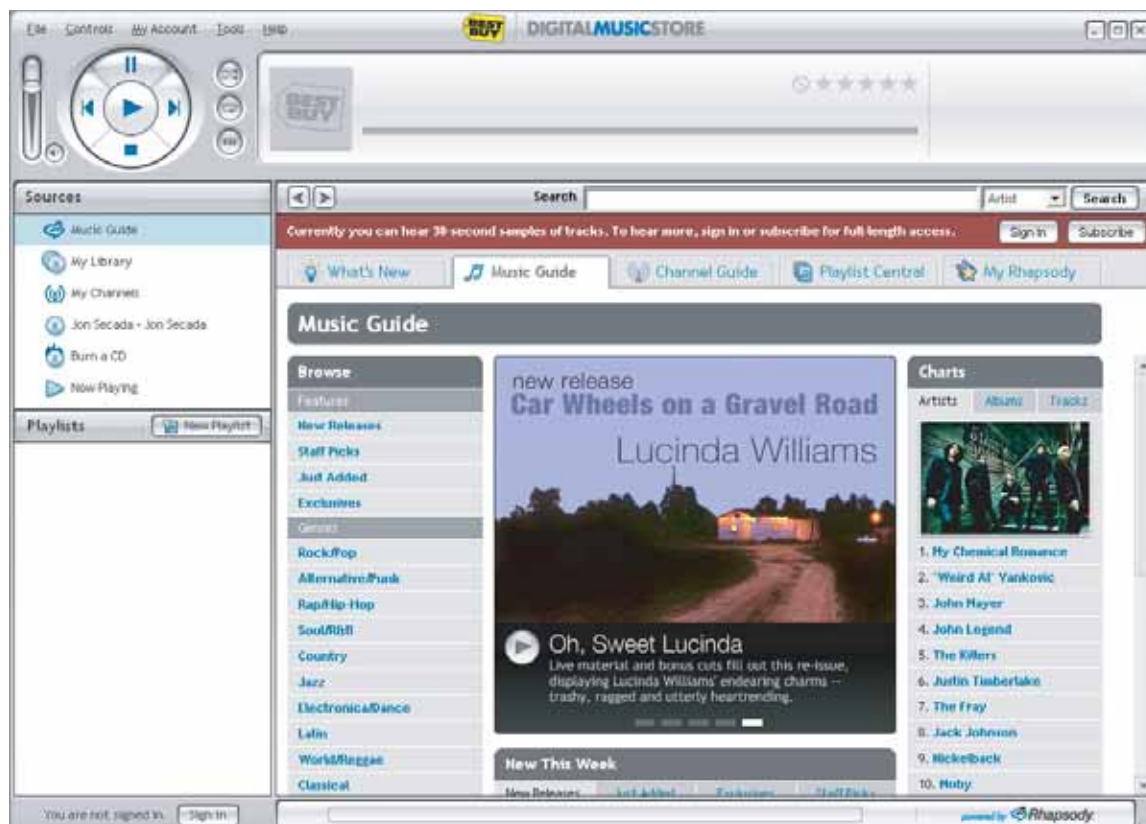 File Controls My Account Tools Help
BEST BUY DIGITALMUSICSTORE
BEST BUY
Sources
Music Guide
My Library
My Channels
Jon Secada - Jon Secada
Burn a CD
Now Playing
Playlists New Playlist
You are not signed in. Sign In
Search Artist Search
Currently you can hear 30-second samples of tracks. To hear more, sign in or subscribe for full-length access. Sign In Subscribe
What's New Music Guide Channel Guide Playlist Central My Rhapsody
Music Guide
Browse
Features
New Releases
Staff Picks
Just Added
Exclusives
Genres
Rock/Pop
Alternative/Punk
Rap/Hip-Hop
Soul/R&B
Country
Jazz
Electronica/Dance
Latin
World/Reggae
Classical
new release
Car Wheels on a Gravel Road
Lucinda Williams
Oh, Sweet Lucinda
Live material and bonus cuts fill out this re-issue,
displaying Lucinda Williams' endearing charms --
trashy, ragged and utterly heartrending.
New This Week
New Releases Just Added Exclusives Staff Picks
Charts
Artists Albums Tracks
1. My Chemical Romance
2. 'Weird Al' Yankovic
3. John Mayer
4. John Legend
5. The Killers
6. Justin Timberlake
7. The Fray
8. Jack Johnson
9. Nickelback
10. Moby
powered by Rhapsody